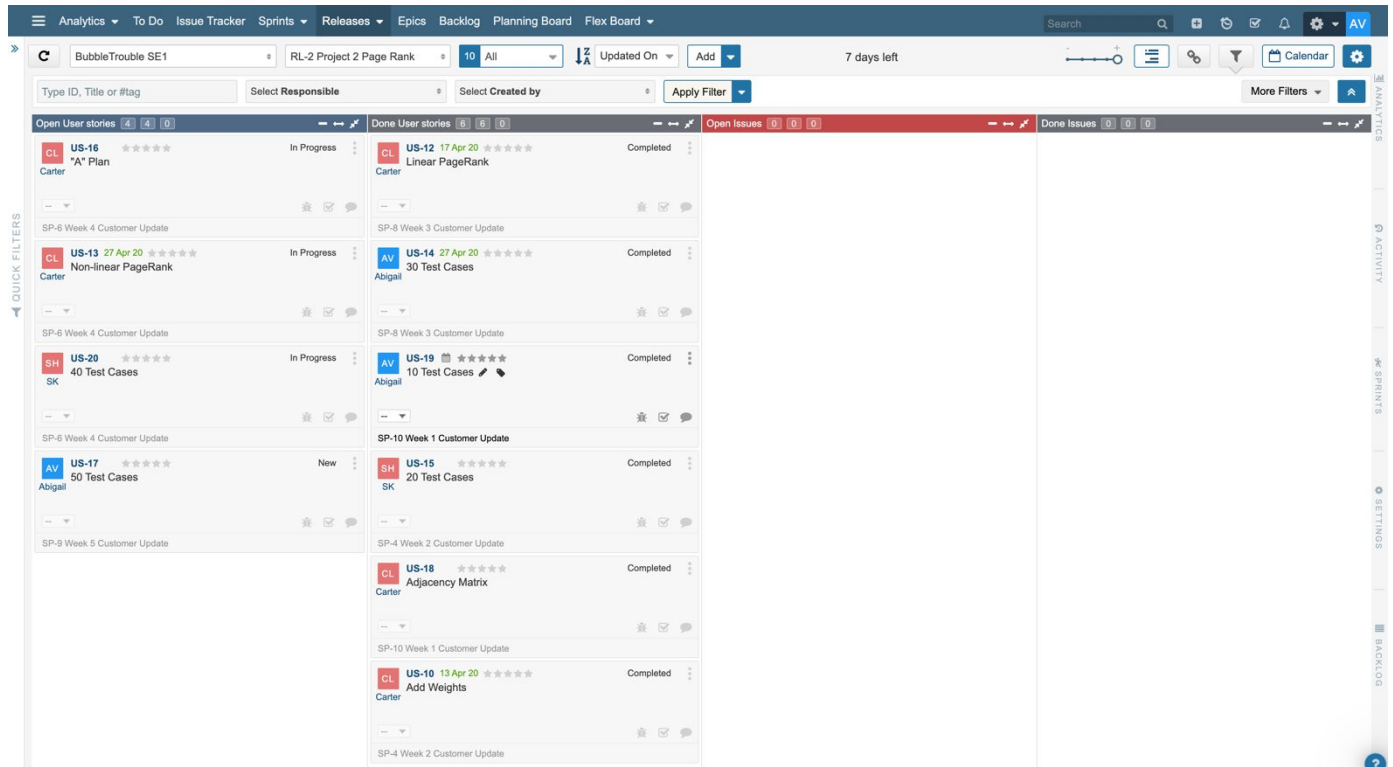 Analytics To Do Issue Tracker Sprints Releases Epics Backlog Planning Board Flex Board Search AV
BubbleTrouble SE1 RL-2 Project 2 Page Rank 10 All Updated On Add 7 days left - + Calendar
Type ID, Title or #tag Select Responsible Select Created by Apply Filter More Filters
Open User stories 4 4 0
CL US-16 In Progress
"A" Plan
Carter
--
SP-6 Week 4 Customer Update
CL US-13 27 Apr 20 In Progress
Non-linear PageRank
Carter
--
SP-6 Week 4 Customer Update
SH US-20 In Progress
40 Test Cases
SK
--
SP-6 Week 4 Customer Update
AV US-17 New
50 Test Cases
Abigail
--
SP-9 Week 5 Customer Update
Done User stories 6 6 0
CL US-12 17 Apr 20 Completed
Linear PageRank
Carter
--
SP-8 Week 3 Customer Update
AV US-14 27 Apr 20 Completed
30 Test Cases
Abigail
--
SP-8 Week 3 Customer Update
AV US-19 Completed
10 Test Cases
Abigail
--
SP-10 Week 1 Customer Update
SH US-15 Completed
20 Test Cases
SK
--
SP-4 Week 2 Customer Update
CL US-18 Completed
Adjacency Matrix
Carter
--
SP-10 Week 1 Customer Update
CL US-10 13 Apr 20 Completed
Add Weights
Carter
--
SP-4 Week 2 Customer Update
Open Issues 0 0 0
Done Issues 0 0 0
QUICK FILTERS
ANALYTICS
ACTIVITY
SPRINTS
SETTINGS
BACKLOG
?